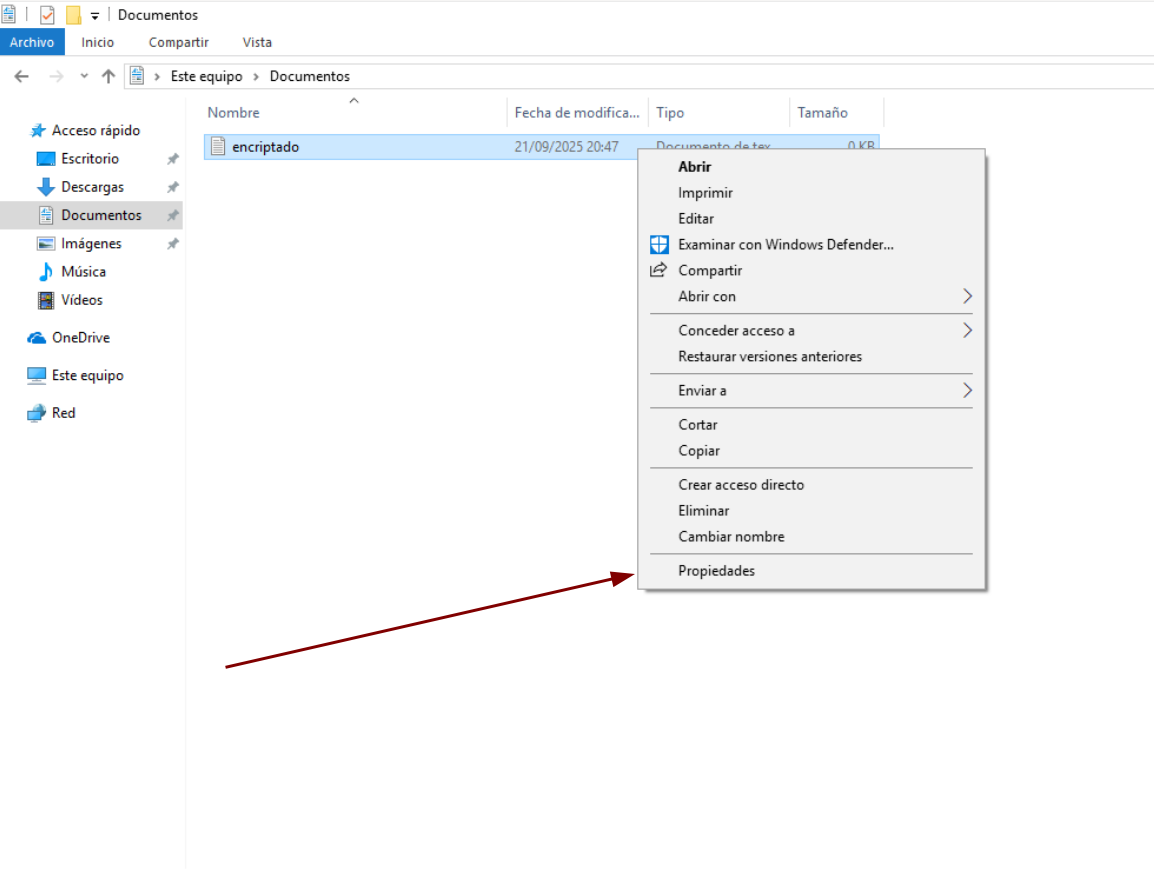 Documentos
Archivo Inicio Compartir Vista
Este equipo Documentos
Nombre Fecha de modifica... Tipo Tamaño
encriptado 21/09/2025 20:47 Documento de tex... 0 KB
Acceso rápido
Escritorio
Descargas
Documentos
Imágenes
Música
Vídeos
OneDrive
Este equipo
Red
Abrir
Imprimir
Editar
Examinar con Windows Defender...
Compartir
Abrir con
Conceder acceso a
Restaurar versiones anteriores
Enviar a
Cortar
Copiar
Crear acceso directo
Eliminar
Cambiar nombre
Propiedades